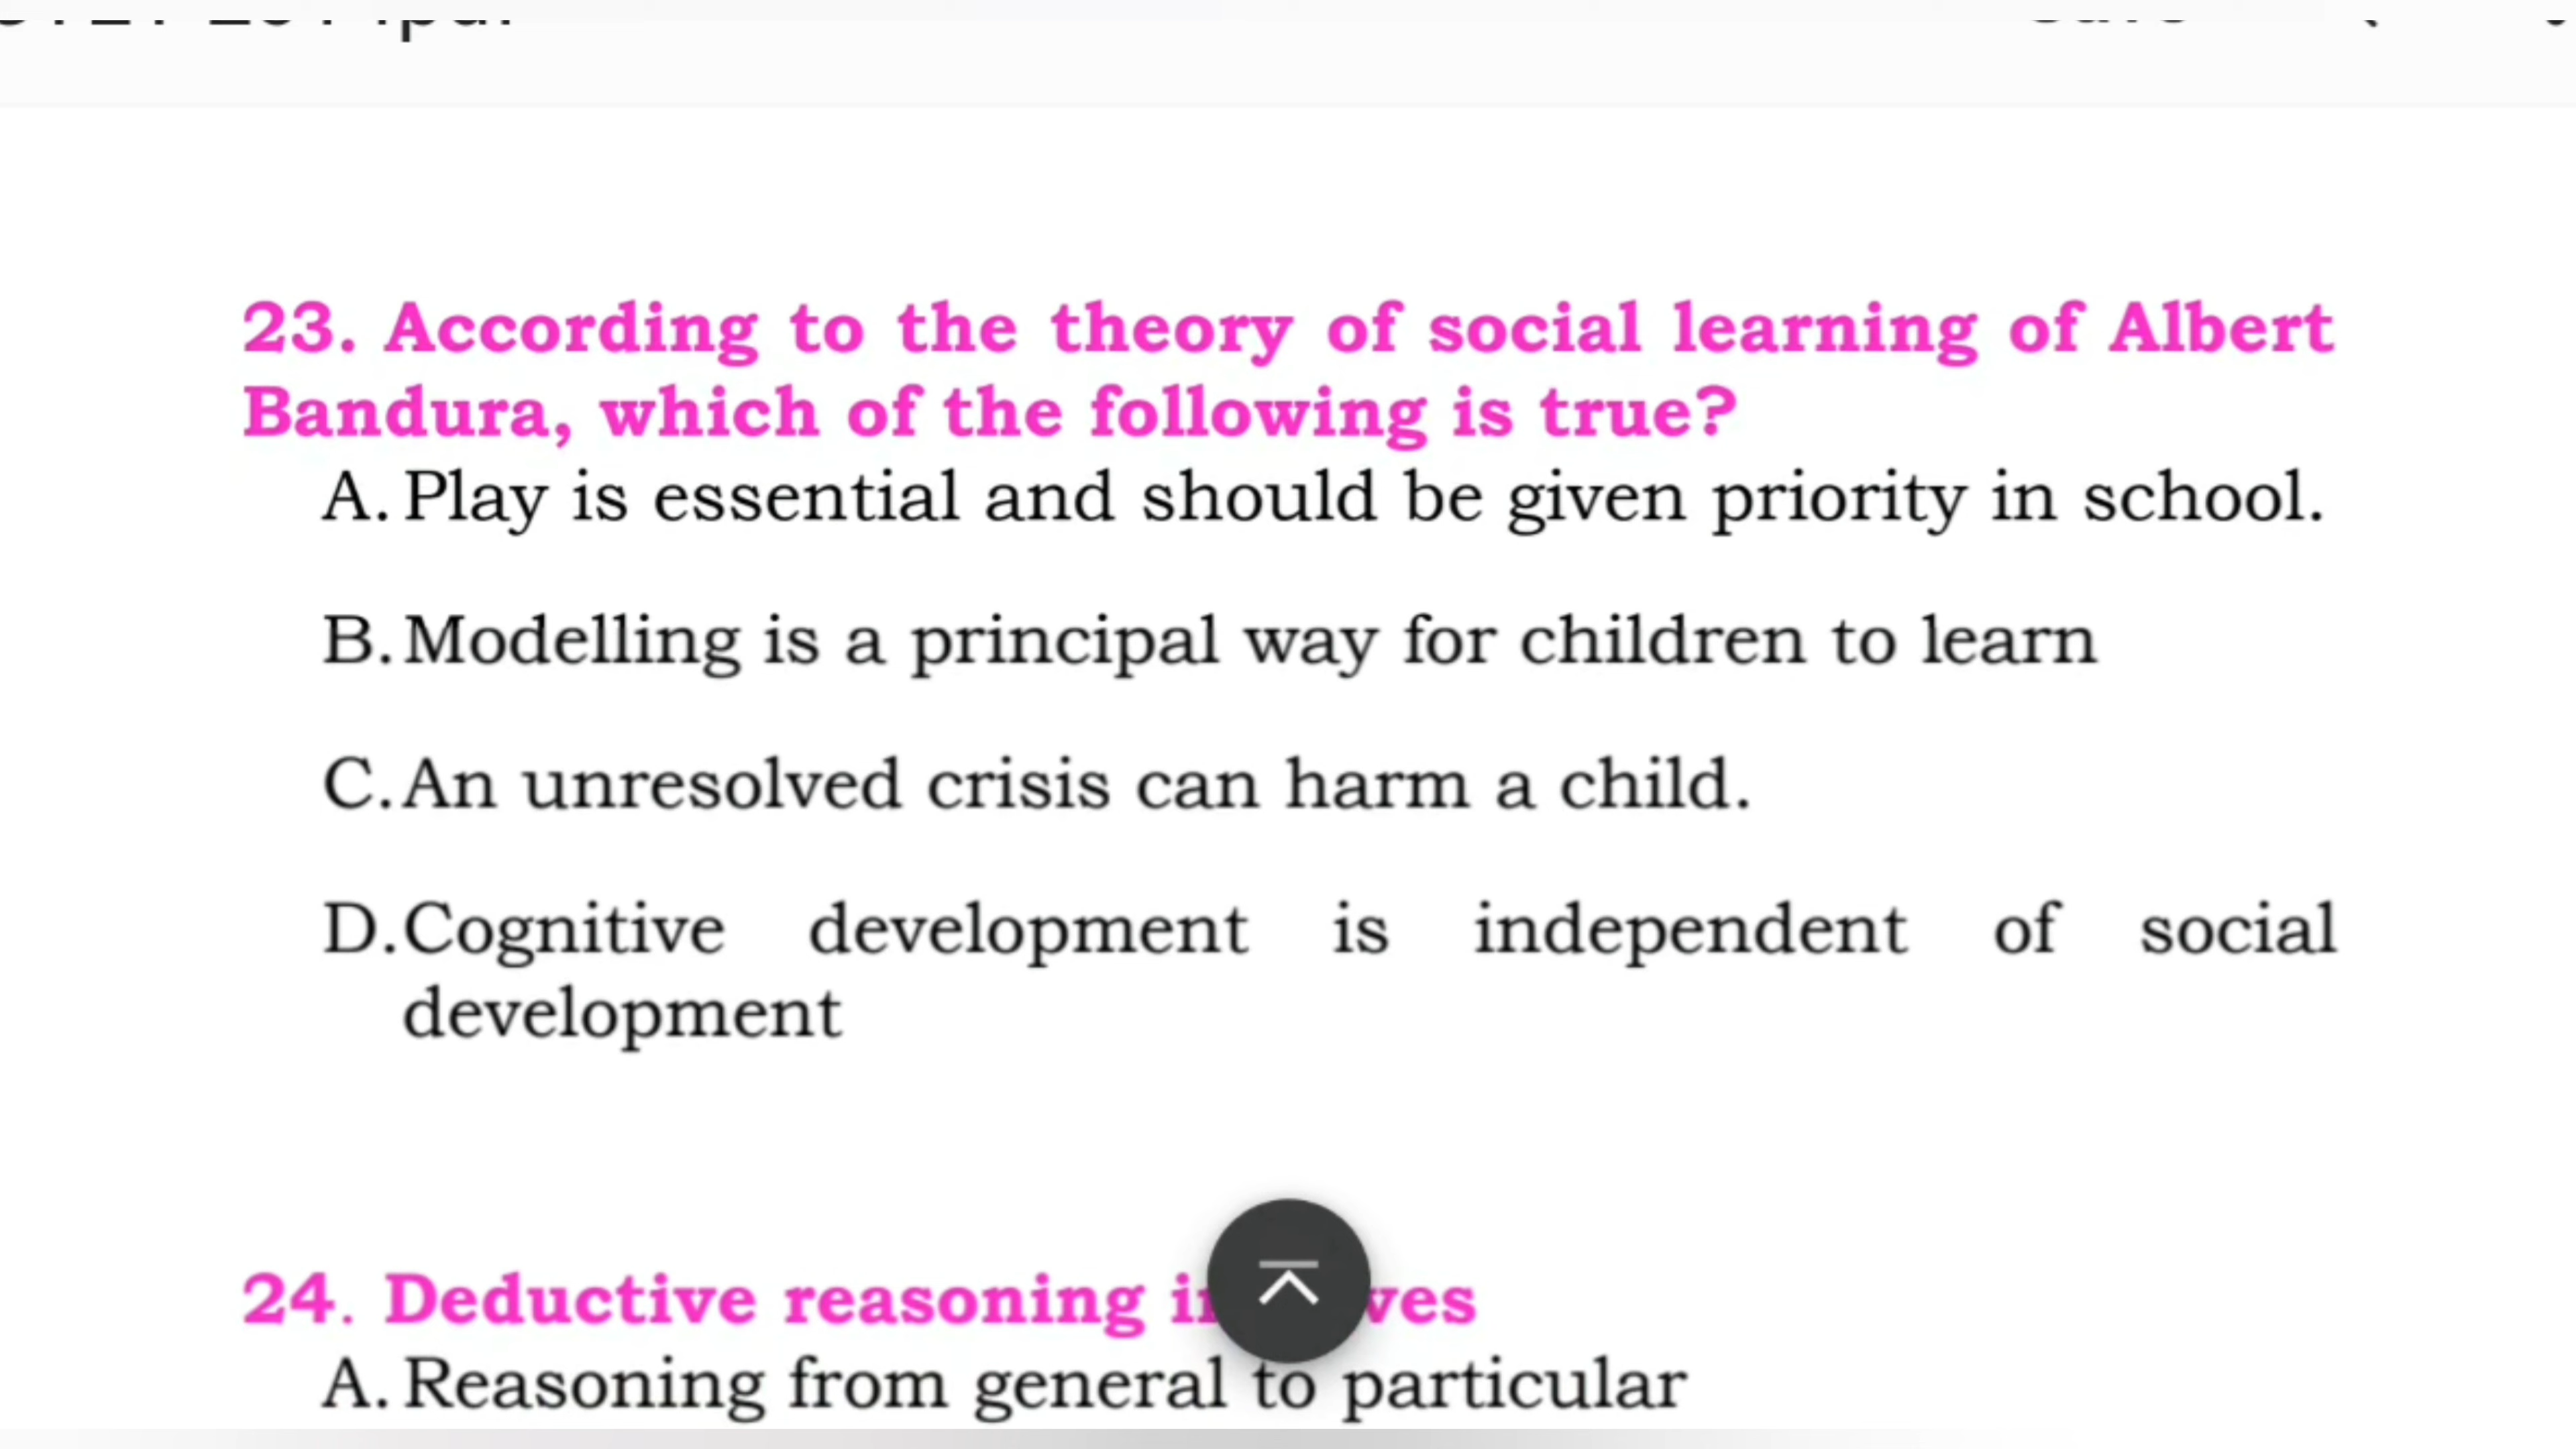 23. According to the theory of social learning of Albert
Bandura, which of the following is true?
A. Play is essential and should be given priority in school.
B. Modelling is a principal way for children to learn
C. An unresolved crisis can harm a child.
D. Cognitive development is independent of social
development
24. Deductive reasoning
A. Reasoning from general to particular